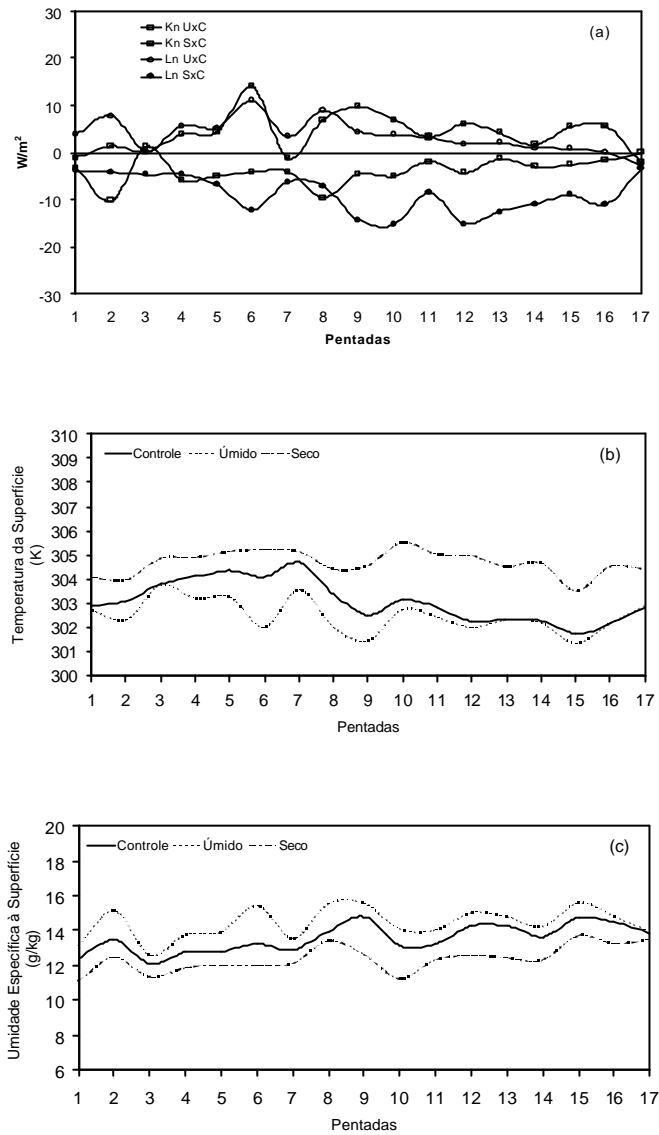 30
20
10
0
-10
-20
-30
W/m²
Kn UxC
Kn SxC
Ln UxC
Ln SxC
(a)
1 2 3 4 5 6 7 8 9 10 11 12 13 14 15 16 17
Pentadas
310
309
308
307
306
305
304
303
302
301
300
Temperatura da Superfície
(K)
Controle Úmido Seco
(b)
1 2 3 4 5 6 7 8 9 10 11 12 13 14 15 16 17
Pentadas
20
18
16
14
12
10
8
6
Umidade Específica à Superfície
(g/kg)
Controle Úmido Seco
(c)
1 2 3 4 5 6 7 8 9 10 11 12 13 14 15 16 17
Pentadas